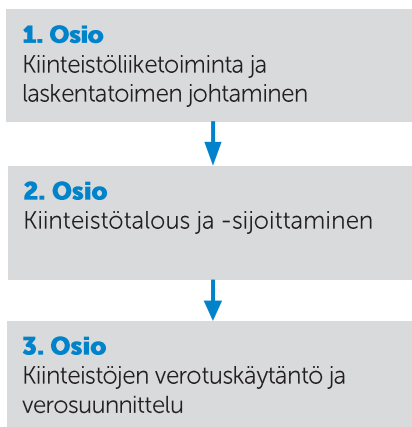 1. Osio
Kiinteistöliiketoiminta ja
laskentatoimen johtaminen
2. Osio
Kiinteistötalous ja -sijoittaminen
3. Osio
Kiinteistöjen verotuskäytäntö ja
verosuunnittelu